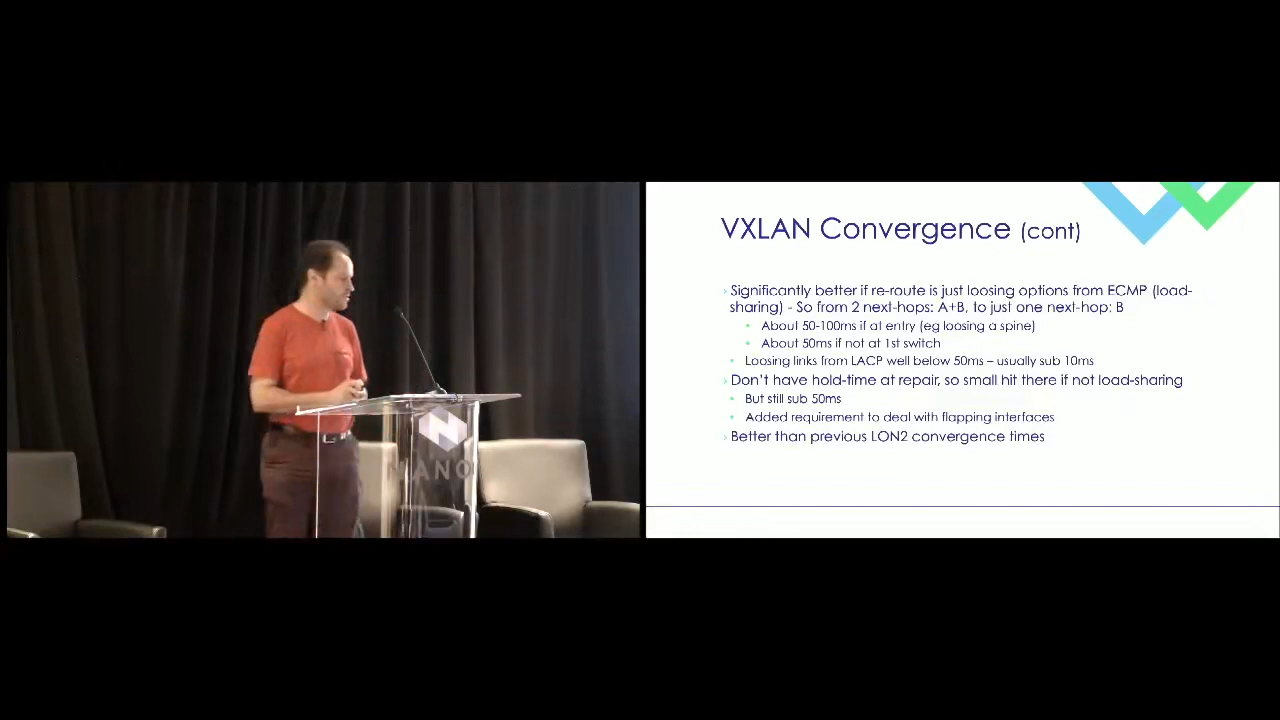 VXLAN Convergence (cont)
› Significantly better if re-route is just loosing options from ECMP (load-
sharing) - So from 2 next-hops: A+B, to just one next-hop: B
• About 50-100ms if at entry (eg loosing a spine)
• About 50ms if not at 1st switch
• Loosing links from LACP well below 50ms – usually sub 10ms
› Don't have hold-time at repair, so small hit there if not load-sharing
• But still sub 50ms
• Added requirement to deal with flapping interfaces
› Better than previous LON2 convergence times
N
NANO